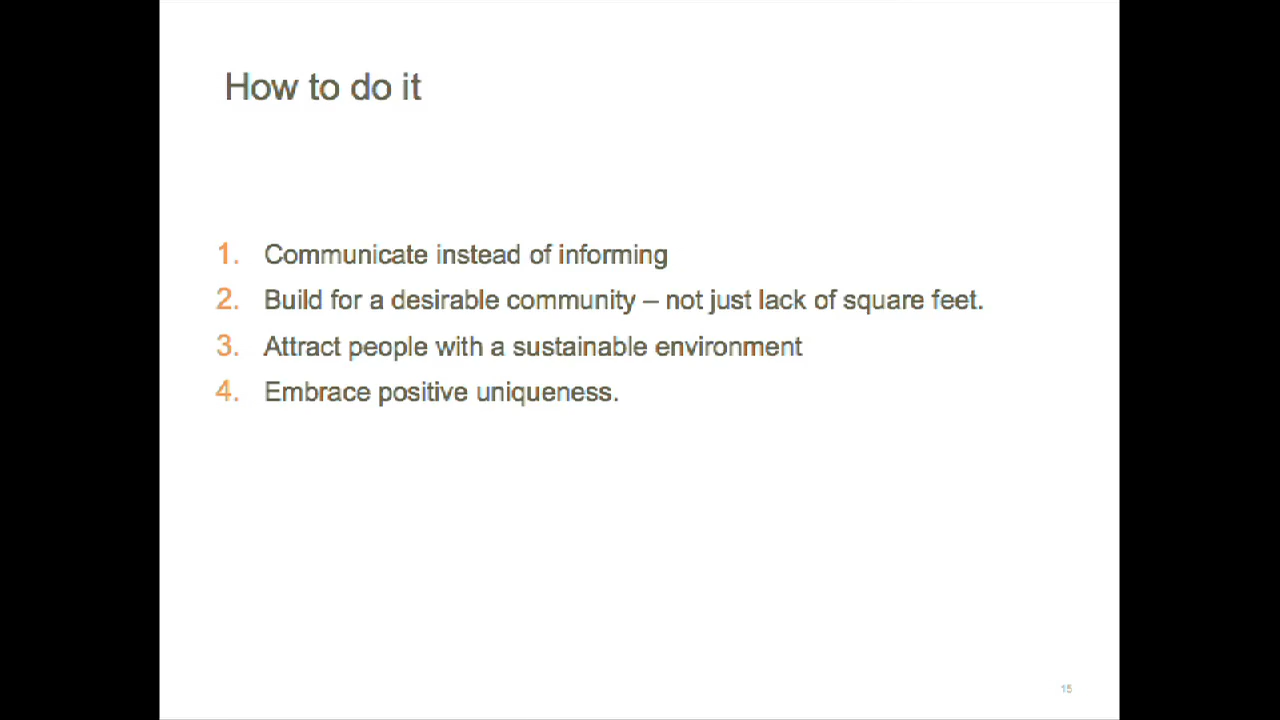 How to do it
1. Communicate instead of informing
2. Build for a desirable community – not just lack of square feet.
3. Attract people with a sustainable environment
4. Embrace positive uniqueness.
15